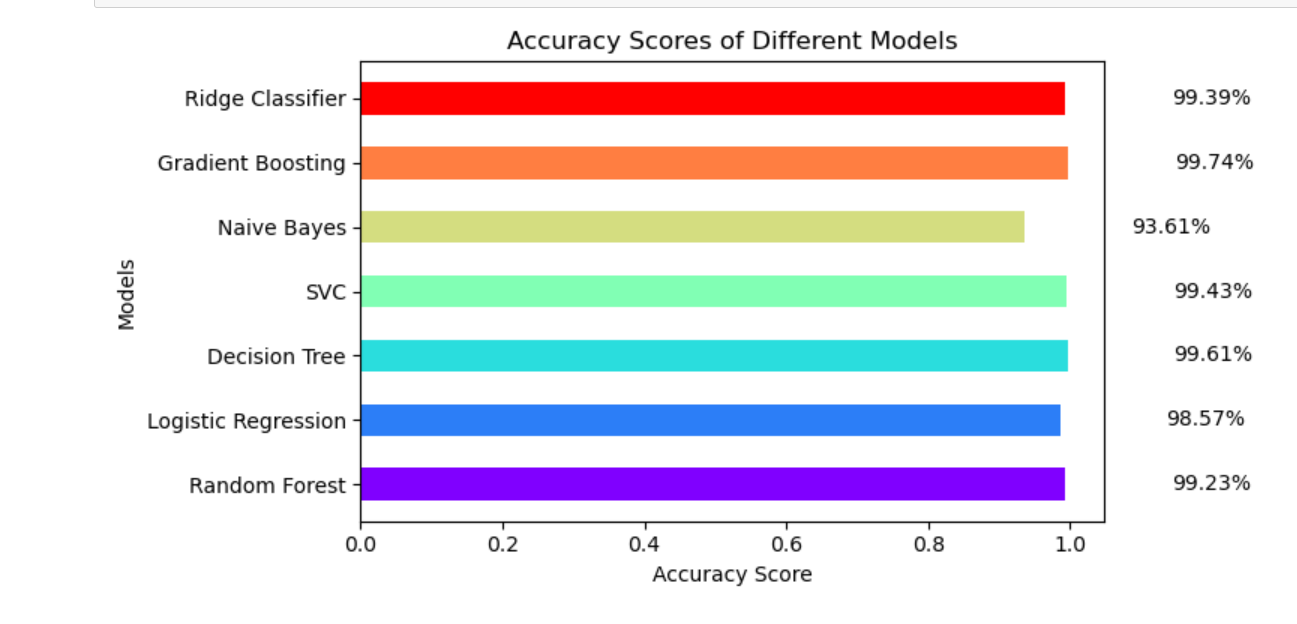 Accuracy Scores of Different Models
Ridge Classifier 99.39%
Gradient Boosting 99.74%
Naive Bayes 93.61%
SVC 99.43%
Decision Tree 99.61%
Logistic Regression 98.57%
Random Forest 99.23%
Models
0.0 0.2 0.4 0.6 0.8 1.0
Accuracy Score